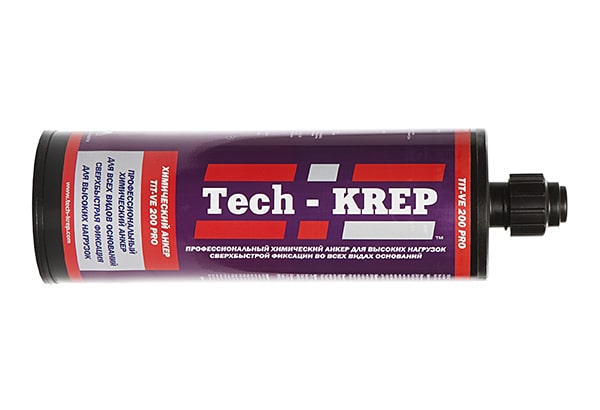 www.tech-krep.com
ХИМИЧЕСКИЙ АНКЕР
TIT-VE 200 PRO
ПРОФЕССИОНАЛЬНЫЙ
ХИМИЧЕСКИЙ АНКЕР
ДЛЯ ВСЕХ ВИДОВ ОСНОВАНИЙ
СВЕРХБЫСТРАЯ ФИКСАЦИЯ
ДЛЯ ВЫСОКИХ НАГРУЗОК
Tech - KREP
™
ПРОФЕССИОНАЛЬНЫЙ ХИМИЧЕСКИЙ АНКЕР ДЛЯ ВЫСОКИХ НАГРУЗОК
СВЕРХБЫСТРОЙ ФИКСАЦИИ ВО ВСЕХ ВИДАХ ОСНОВАНИЙ
TIT-VE 200 PRO